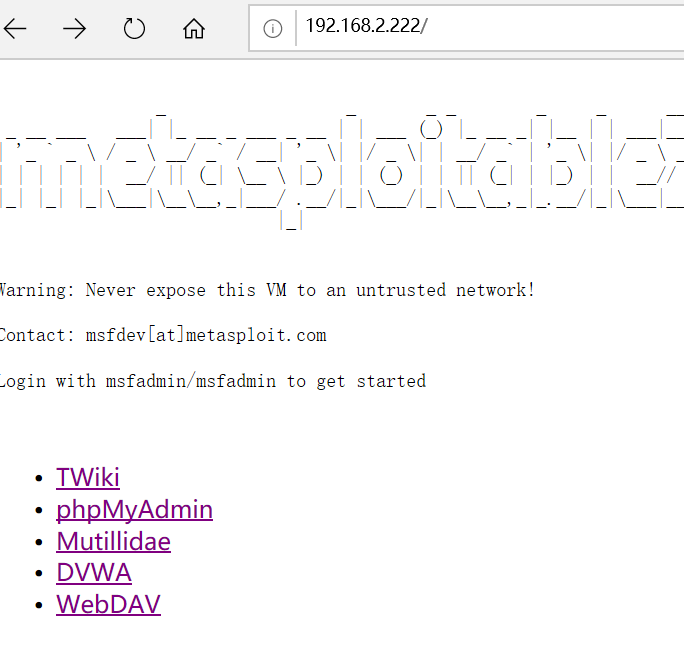 192.168.2.222/
metasploitable
Warning: Never expose this VM to an untrusted network!
Contact: msfdev[at]metasploit.com
Login with msfadmin/msfadmin to get started
TWiki
phpMyAdmin
Mutillidae
DVWA
WebDAV